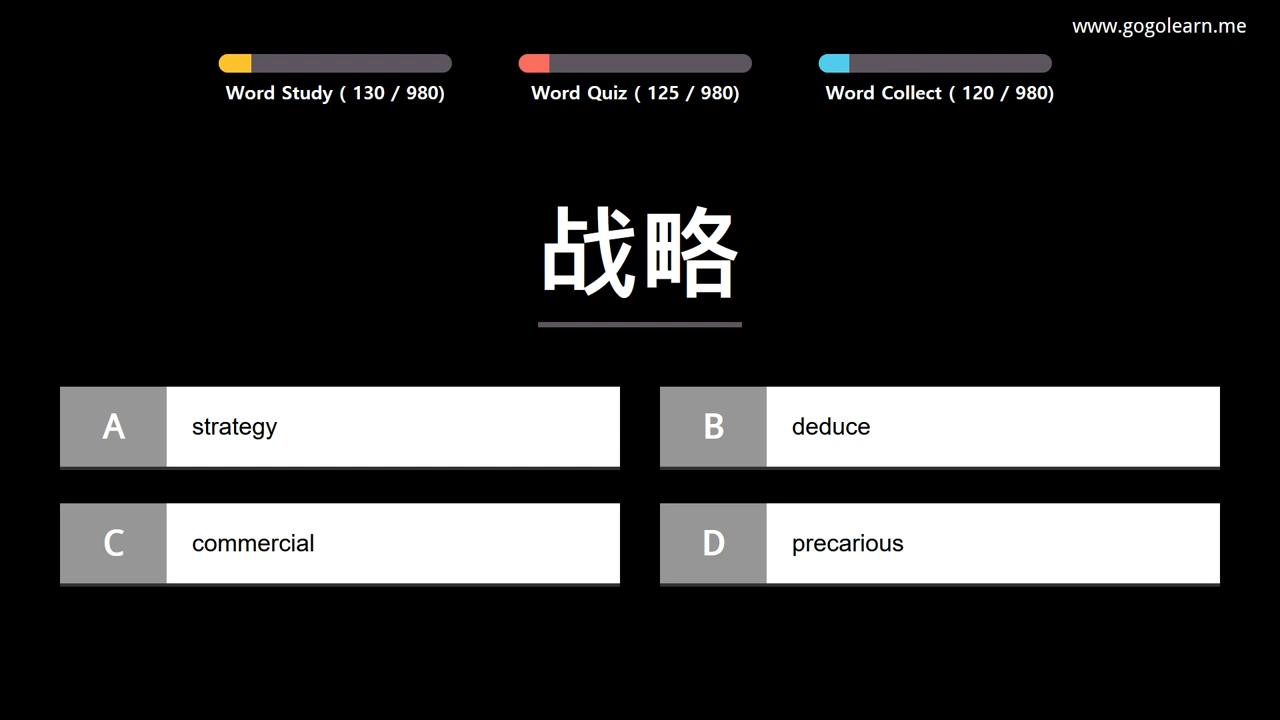 www.gogolearn.me
Word Study ( 130 / 980)
Word Quiz ( 125 / 980)
Word Collect ( 120 / 980)
战略
A strategy
B deduce
C commercial
D precarious